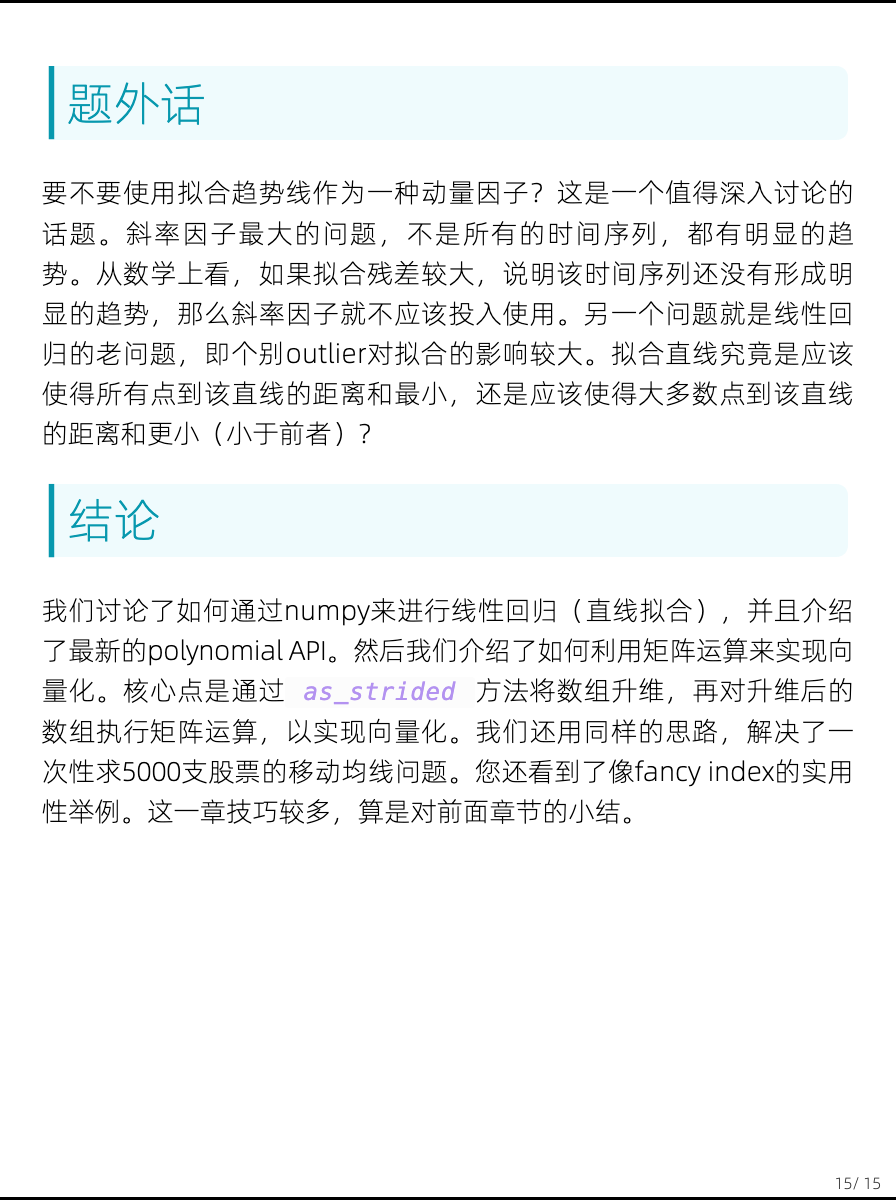 题外话
要不要使用拟合趋势线作为一种动量因子？这是一个值得深入讨论的
话题。斜率因子最大的问题，不是所有的时间序列，都有明显的趋
势。从数学上看，如果拟合残差较大，说明该时间序列还没有形成明
显的趋势，那么斜率因子就不应该投入使用。另一个问题就是线性回
归的老问题，即个别outlier对拟合的影响较大。拟合直线究竟是应该
使得所有点到该直线的距离和最小，还是应该使得大多数点到该直线
的距离和更小（小于前者）？
结论
我们讨论了如何通过numpy来进行线性回归（直线拟合），并且介绍
了最新的polynomial API。然后我们介绍了如何利用矩阵运算来实现向
量化。核心点是通过 as_strided 方法将数组升维，再对升维后的
数组执行矩阵运算，以实现向量化。我们还用同样的思路，解决了一
次性求5000支股票的移动均线问题。您还看到了像fancy index的实用
性举例。这一章技巧较多，算是对前面章节的小结。
15/ 15